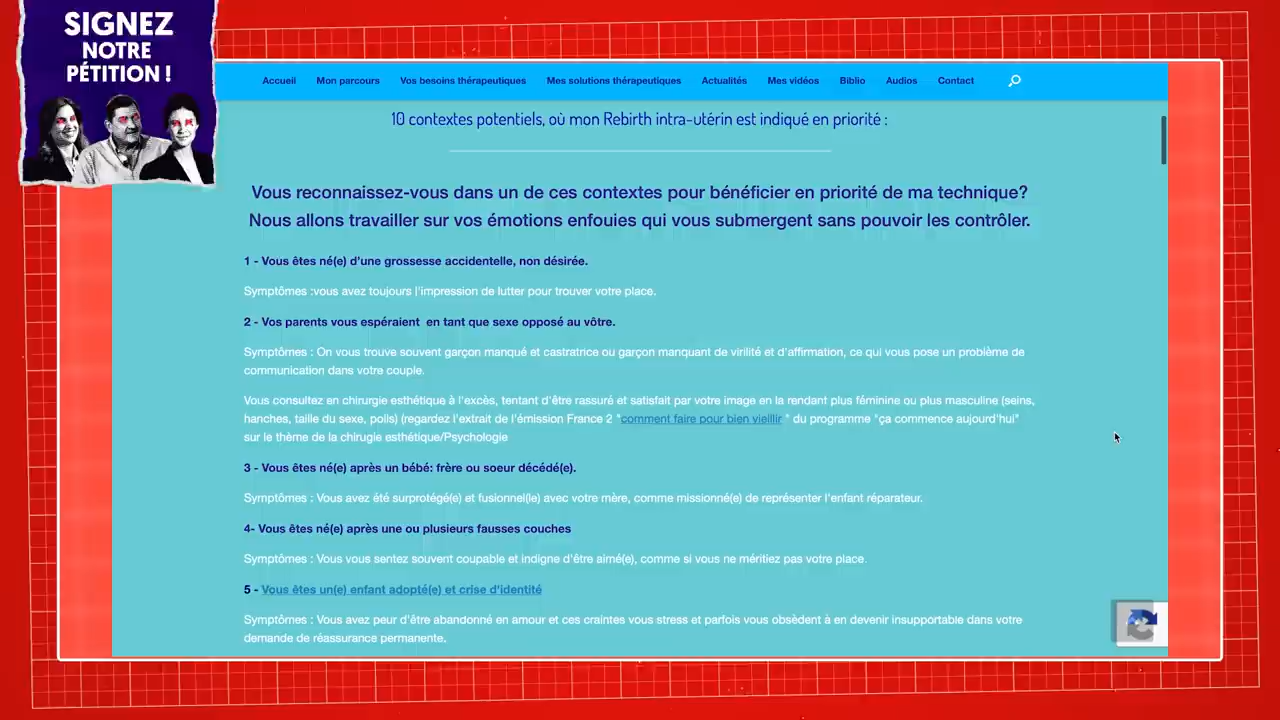 SIGNEZ
NOTRE
PÉTITION !
Accueil Mon parcours Vos besoins thérapeutiques Mes solutions thérapeutiques Actualités Mes vidéos Biblio Audios Contact
10 contextes potentiels, où mon Rebirth intra-utérin est indiqué en priorité :
Vous reconnaissez-vous dans un de ces contextes pour bénéficier en priorité de ma technique?
Nous allons travailler sur vos émotions enfouies qui vous submergent sans pouvoir les contrôler.
1 - Vous êtes né(e) d'une grossesse accidentelle, non désirée.
Symptômes :vous avez toujours l'impression de lutter pour trouver votre place.
2 - Vos parents vous espéraient en tant que sexe opposé au vôtre.
Symptômes : On vous trouve souvent garçon manqué et castratrice ou garçon manquant de virilité et d'affirmation, ce qui vous pose un problème de
communication dans votre couple.
Vous consultez en chirurgie esthétique à l'excès, tentant d'être rassuré et satisfait par votre image en la rendant plus féminine ou plus masculine (seins,
hanches, taille du sexe, poils) (regardez l'extrait de l'émission France 2 "comment faire pour bien vieillir " du programme "ça commence aujourd'hui"
sur le thème de la chirugie esthétique/Psychologie
3 - Vous êtes né(e) après un bébé: frère ou soeur décédé(e).
Symptômes : Vous avez été surprotégé(e) et fusionnel(le) avec votre mère, comme missionné(e) de représenter l'enfant réparateur.
4- Vous êtes né(e) après une ou plusieurs fausses couches
Symptômes : Vous vous sentez souvent coupable et indigne d'être aimé(e), comme si vous ne méritiez pas votre place.
5 - Vous êtes un(e) enfant adopté(e) et crise d'identité
Symptômes : Vous avez peur d'être abandonné en amour et ces craintes vous stress et parfois vous obsèdent à en devenir insupportable dans votre
demande de réassurance permanente.